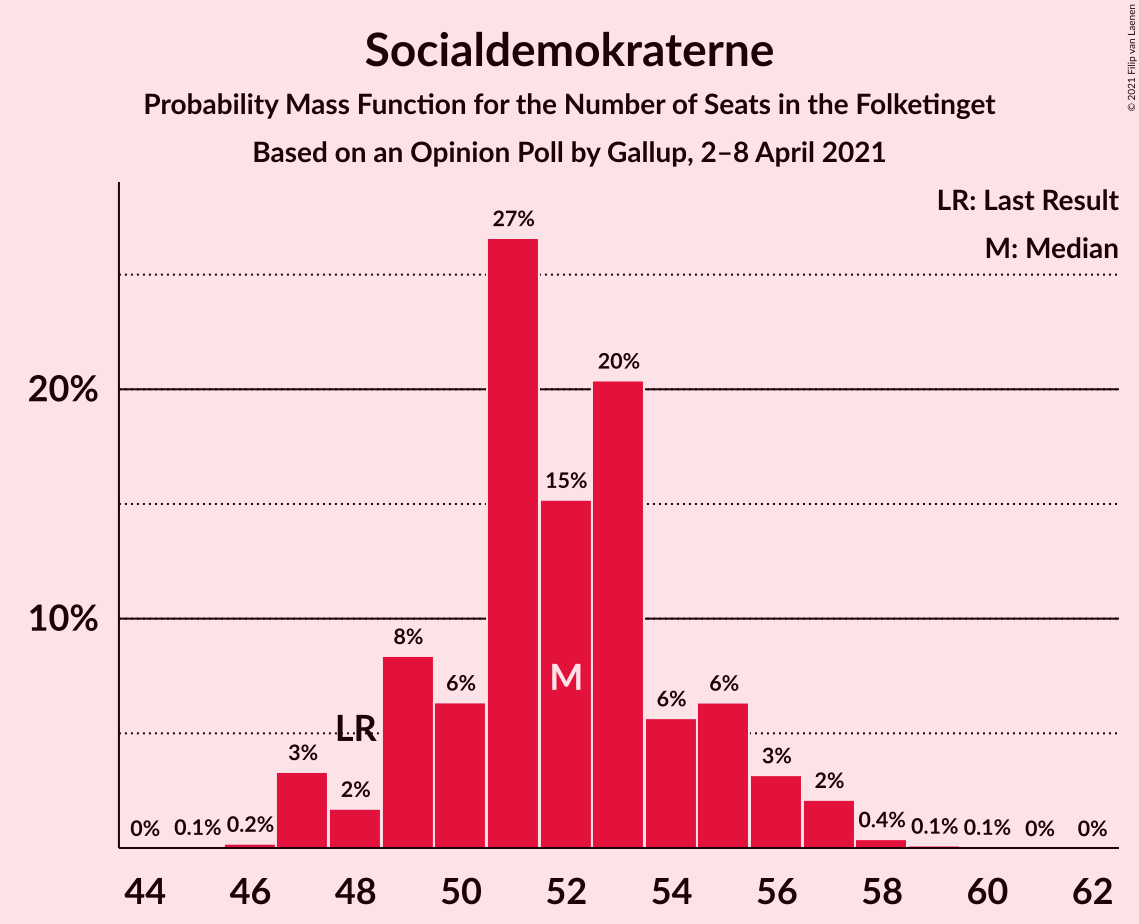 Socialdemokraterne
Probability Mass Function for the Number of Seats in the Folketinget
Based on an Opinion Poll by Gallup, 2–8 April 2021
© 2021 Filip van Laenen
LR: Last Result
M: Median
27%
20%
20%
15%
10%
8%
6%
M
6%
6%
LR
3%
2%
3%
2%
0%
0.1%
0.2%
0.4%
0.1%
0.1%
0%
0%
44 46 48 50 52 54 56 58 60 62